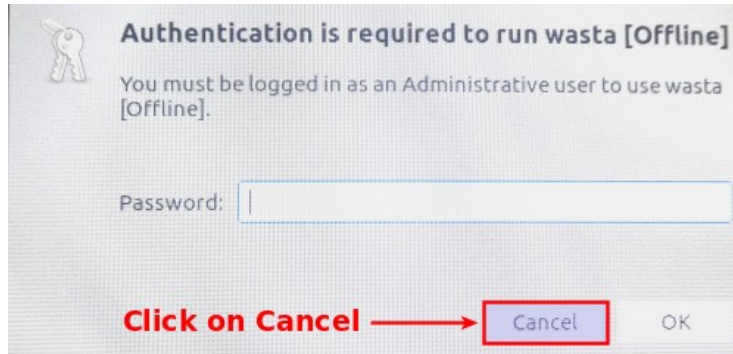 Authentication is required to run wasta [Offline]
You must be logged in as an Administrative user to use wasta
[Offline].
Password:
Click on Cancel
Cancel
OK